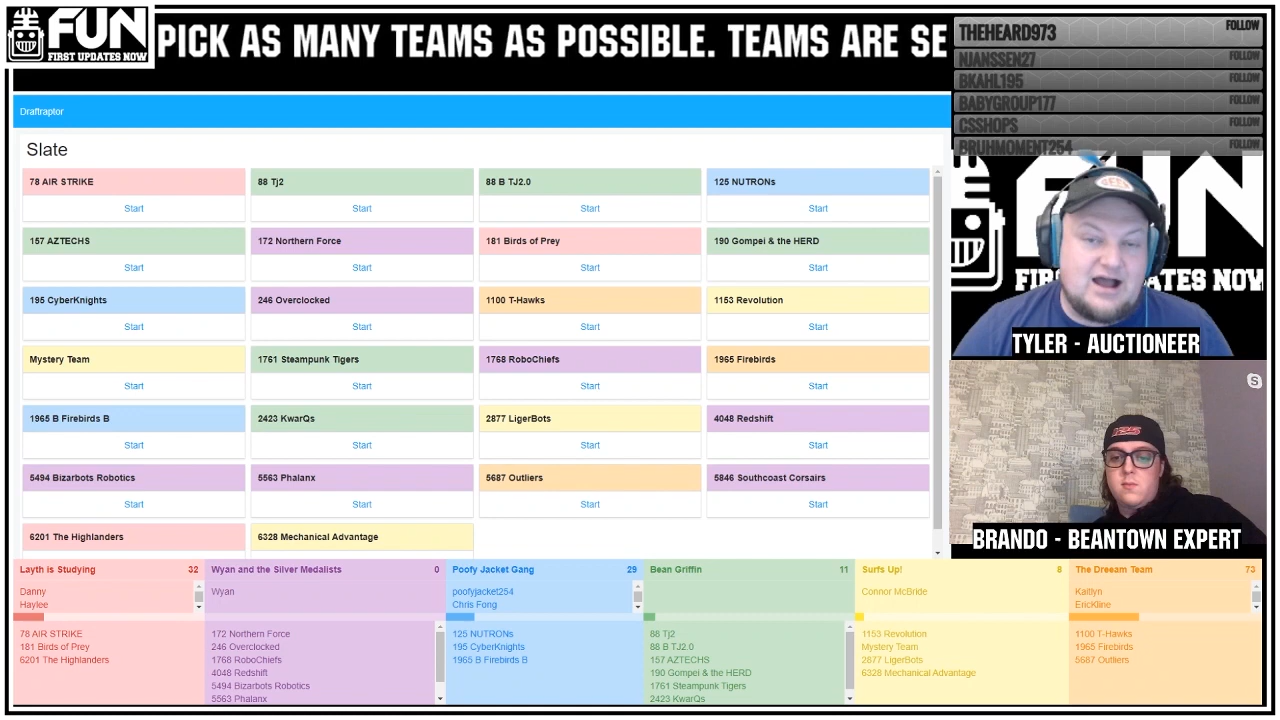 FUN
FIRST UPDATES NOW
PICK AS MANY TEAMS AS POSSIBLE. TEAMS ARE SE
THEHEARD973 FOLLOW
NJANSSEN27 FOLLOW
BKAHL195 FOLLOW
BABYGROUP177 FOLLOW
CSSHOPS FOLLOW
BRUHMOMENT254 FOLLOW
Draftraptor
Slate
78 AIR STRIKE 88 Tj2 88 B TJ2.0 125 NUTRONs
Start Start Start Start
157 AZTECHS 172 Northern Force 181 Birds of Prey 190 Gompei & the HERD
Start Start Start Start
195 CyberKnights 246 Overclocked 1100 T-Hawks 1153 Revolution
Start Start Start Start
Mystery Team 1761 Steampunk Tigers 1768 RoboChiefs 1965 Firebirds
Start Start Start Start
1965 B Firebirds B 2423 KwarQs 2877 LigerBots 4048 Redshift
Start Start Start Start
5494 Bizarbots Robotics 5563 Phalanx 5687 Outliers 5846 Southcoast Corsairs
Start Start Start Start
6201 The Highlanders 6328 Mechanical Advantage
GEEK
FUN
FIRST UPDATES NOW
TYLER - AUCTIONEER
125
BRANDO - BEANTOWN EXPERT
Layth is Studying 32
Danny
Haylee
78 AIR STRIKE
181 Birds of Prey
6201 The Highlanders
Wyan and the Silver Medalists 0
Wyan
172 Northern Force
246 Overclocked
1768 RoboChiefs
4048 Redshift
5494 Bizarbots Robotics
5563 Phalanx
Poofy Jacket Gang 29
poofyjacket254
Chris Fong
125 NUTRONs
195 CyberKnights
1965 B Firebirds B
Bean Griffin 11
88 Tj2
88 B TJ2.0
157 AZTECHS
190 Gompei & the HERD
1761 Steampunk Tigers
2423 KwarQs
Surfs Up! 8
Connor McBride
1153 Revolution
Mystery Team
2877 LigerBots
6328 Mechanical Advantage
The Dreeam Team 73
Kaitlyn
EricKline
1100 T-Hawks
1965 Firebirds
5687 Outliers